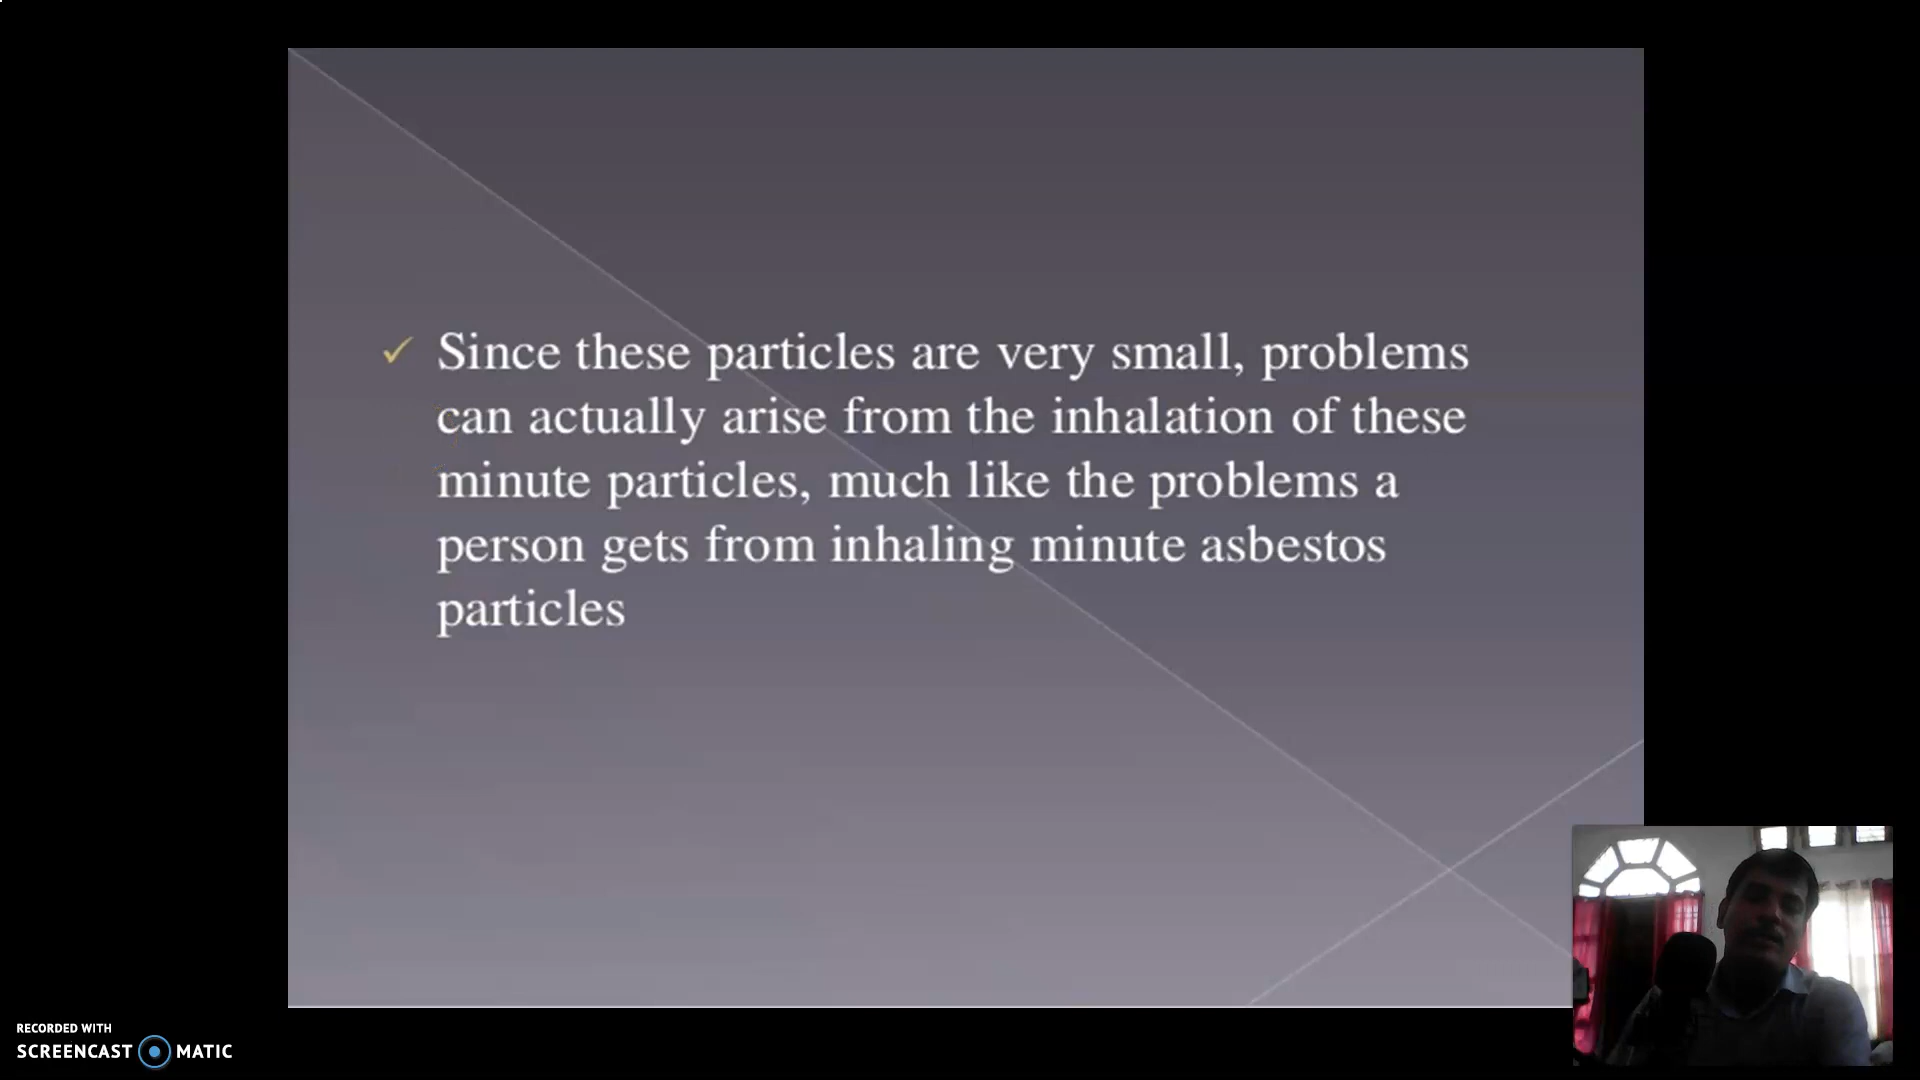 ✓ Since these particles are very small, problems
can actually arise from the inhalation of these
minute particles, much like the problems a
person gets from inhaling minute asbestos
particles
RECORDED WITH
SCREENCAST MATIC